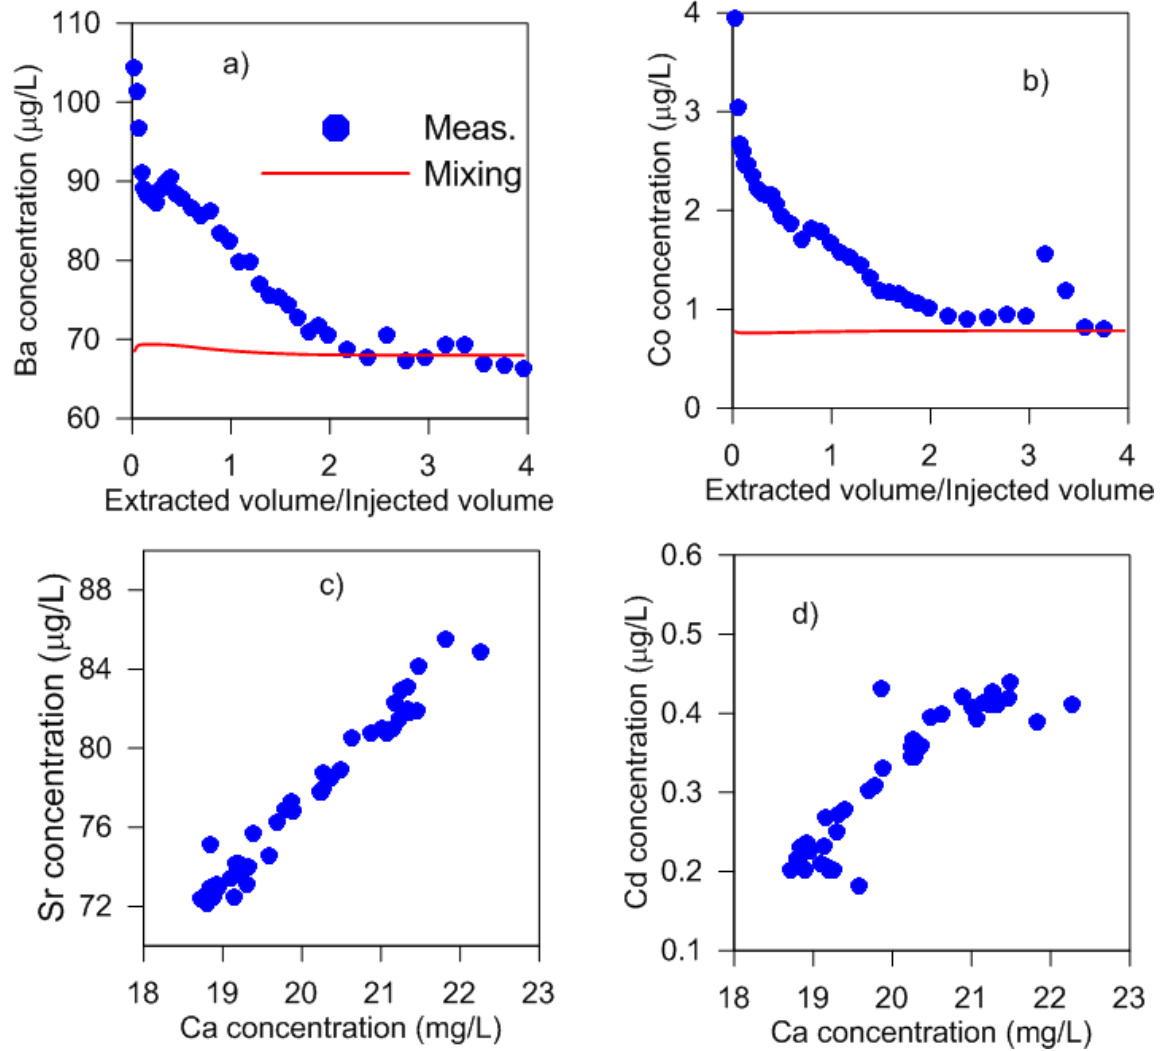 110
100
90
80
70
60
Ba concentration (μg/L)
a)
Meas.
Mixing
0 1 2 3 4
Extracted volume/Injected volume
4
3
2
1
0
Co concentration (μg/L)
b)
0 1 2 3 4
Extracted volume/Injected volume
88
84
80
76
72
Sr concentration (μg/L)
c)
18 19 20 21 22 23
Ca concentration (mg/L)
0.6
0.5
0.4
0.3
0.2
0.1
Cd concentration (μg/L)
d)
18 19 20 21 22 23
Ca concentration (mg/L)